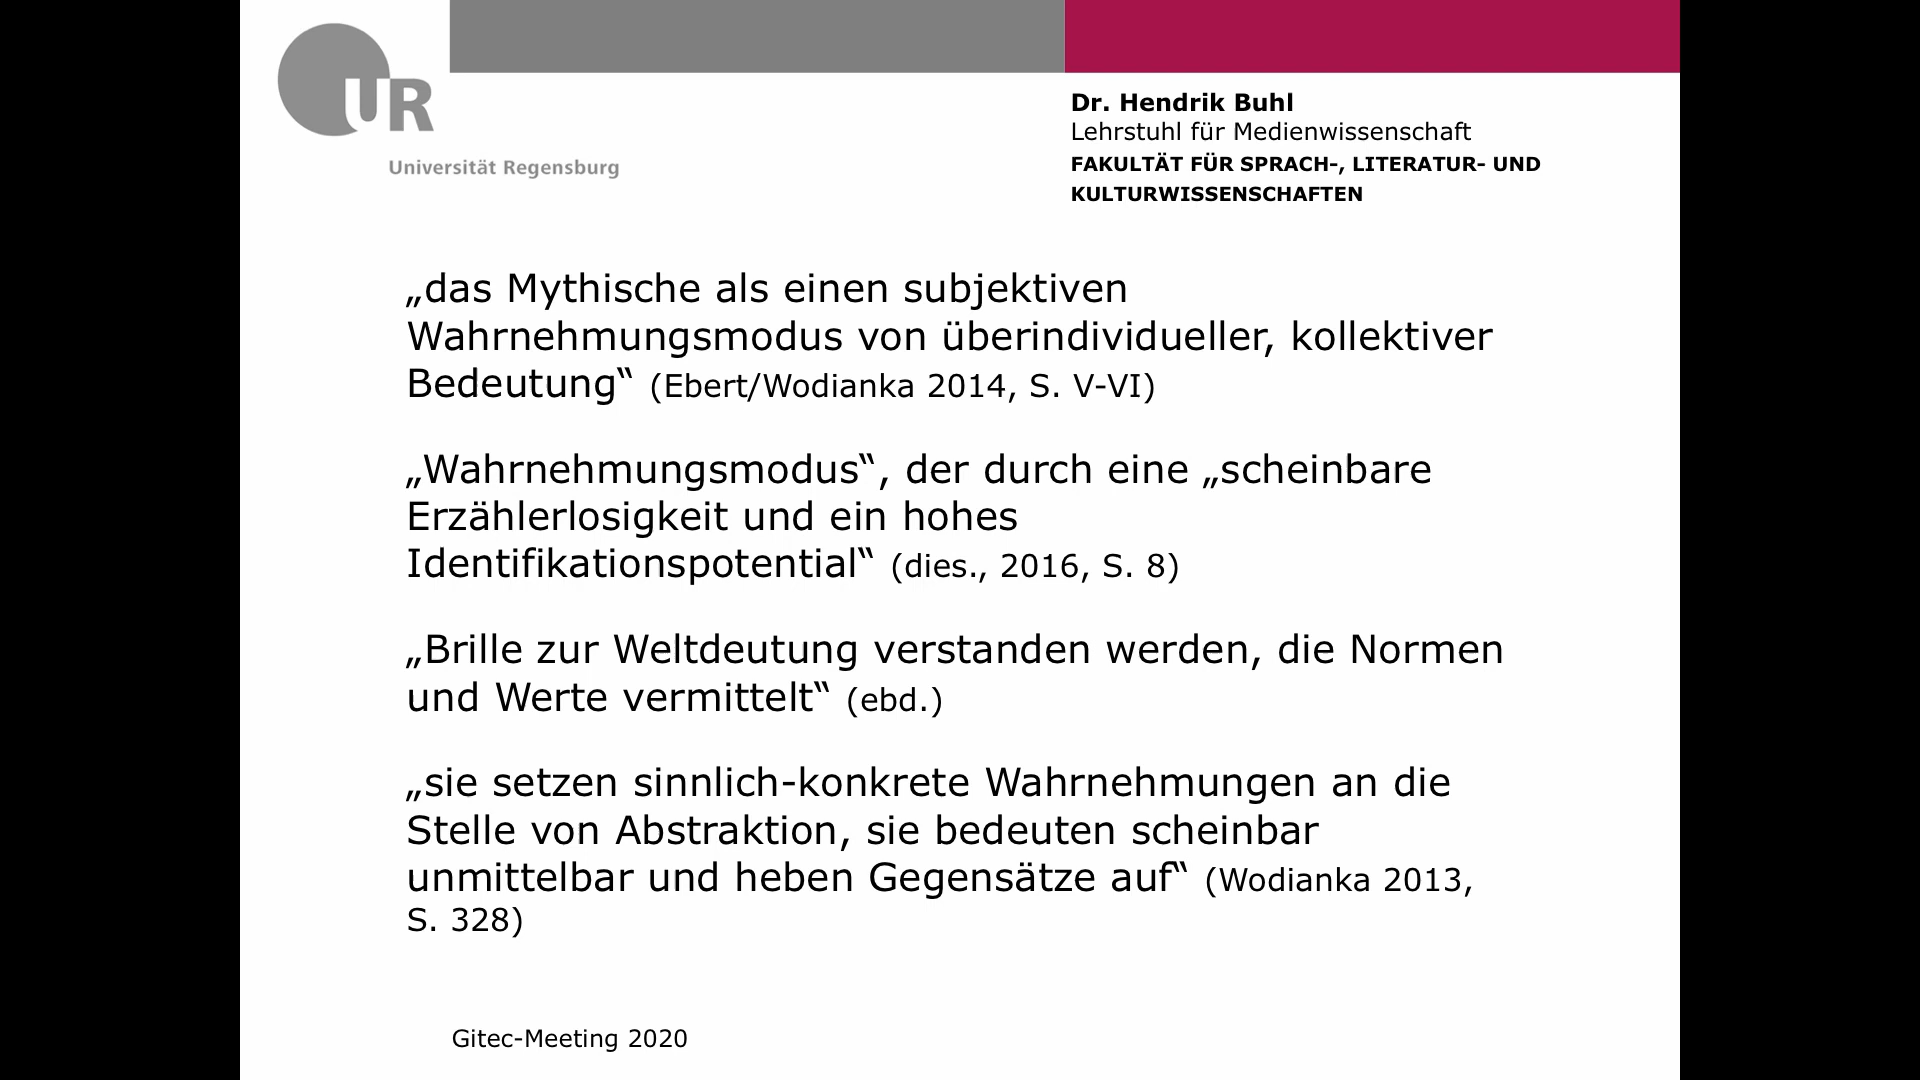 UR
Universität Regensburg
Dr. Hendrik Buhl
Lehrstuhl für Medienwissenschaft
FAKULTÄT FÜR SPRACH-, LITERATUR- UND
KULTURWISSENSCHAFTEN
„das Mythische als einen subjektiven
Wahrnehmungsmodus von überindividueller, kollektiver
Bedeutung“ (Ebert/Wodianka 2014, S. V-VI)
„Wahrnehmungsmodus“, der durch eine „scheinbare
Erzählerlosigkeit und ein hohes
Identifikationspotential“ (dies., 2016, S. 8)
„Brille zur Weltdeutung verstanden werden, die Normen
und Werte vermittelt“ (ebd.)
„sie setzen sinnlich-konkrete Wahrnehmungen an die
Stelle von Abstraktion, sie bedeuten scheinbar
unmittelbar und heben Gegensätze auf“ (Wodianka 2013,
S. 328)
Gitec-Meeting 2020